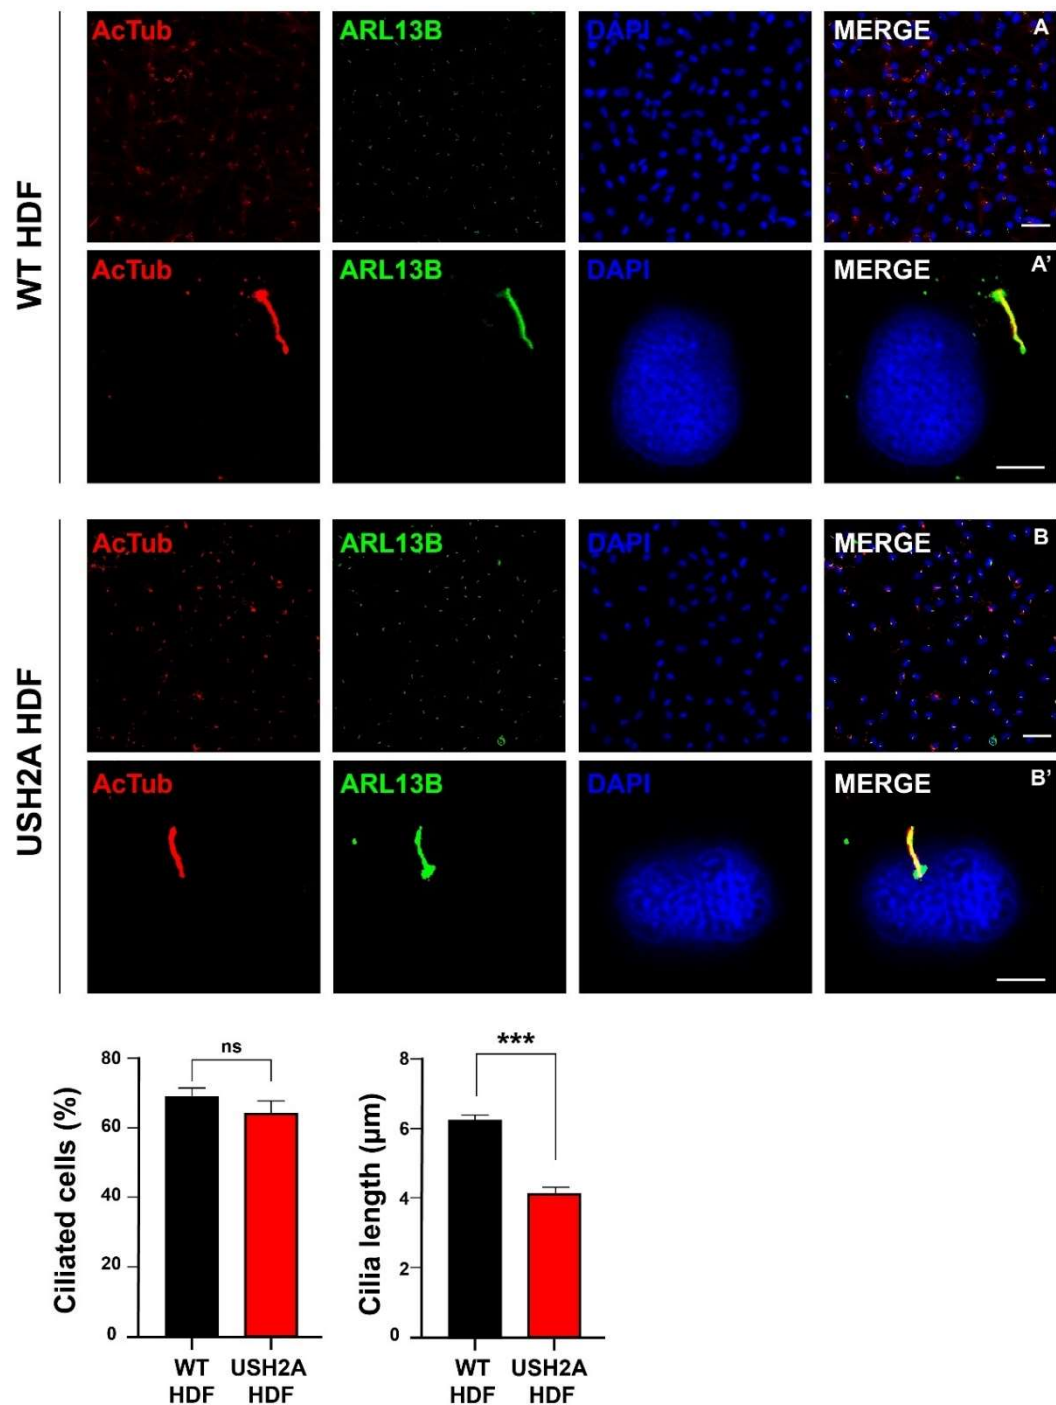 WT HDF
AcTub ARL13B DAPI MERGE A
AcTub ARL13B DAPI MERGE A'
USH2A HDF
AcTub ARL13B DAPI MERGE B
AcTub ARL13B DAPI MERGE B'
Ciliated cells (%)
80
60
40
20
0
ns
WT USH2A
HDF HDF
Cilia length (µm)
8
6
4
2
0
***
WT USH2A
HDF HDF